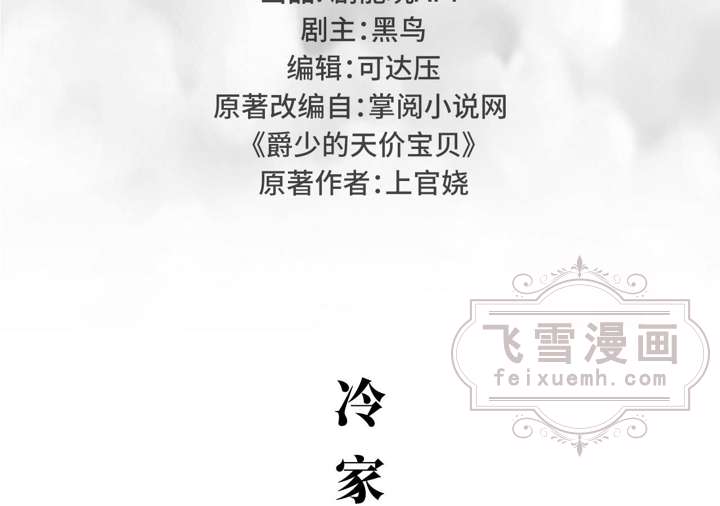 剧主：黑鸟
编辑：可达压
原著改编自：掌阅小说网
《爵少的天价宝贝》
原著作者：上官娆
飞雪漫画
feixuemh.com
冷
家